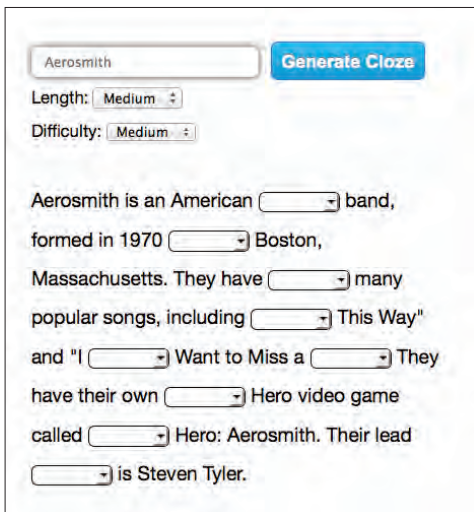 Aerosmith
Generate Cloze
Length: Medium
Difficulty: Medium
Aerosmith is an American band,
formed in 1970 Boston,
Massachusetts. They have many
popular songs, including This Way"
and "I Want to Miss a They
have their own Hero video game
called Hero: Aerosmith. Their lead
is Steven Tyler.